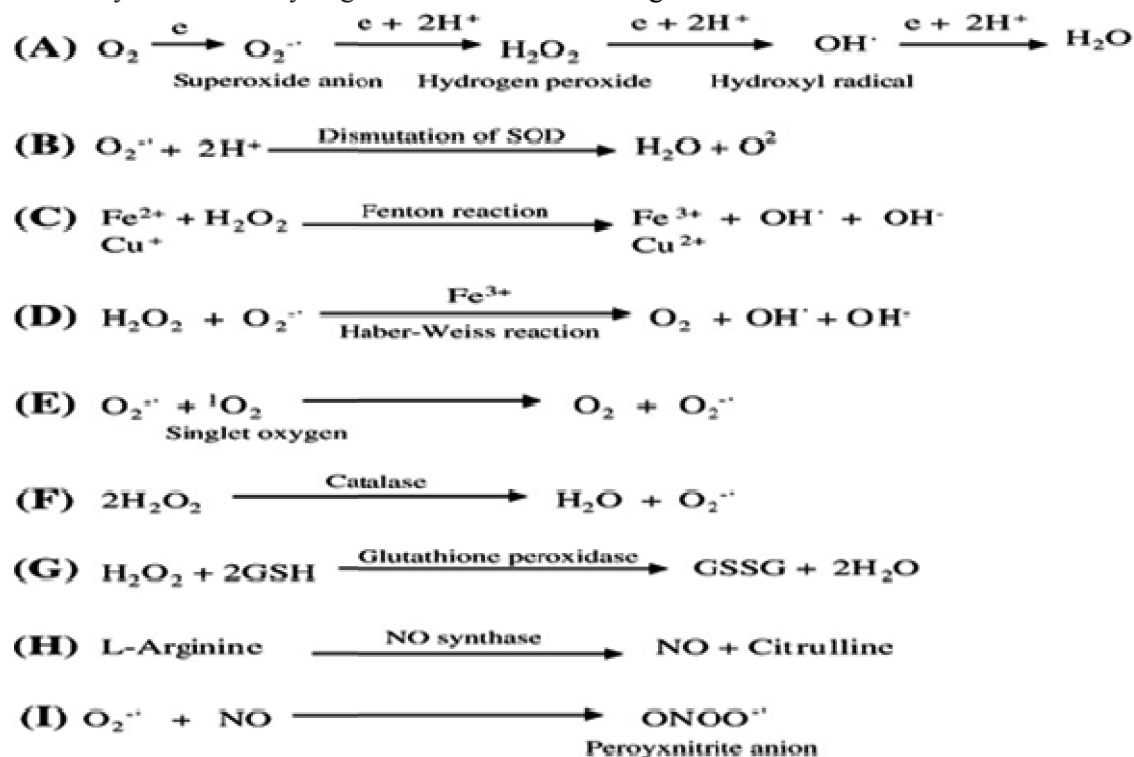 (A) O₂ —e→ O₂⁻· —e + 2H⁺→ H₂O₂ —e + 2H⁺→ OH· —e + 2H⁺→ H₂O
Superoxide anion Hydrogen peroxide Hydroxyl radical
(B) O₂⁻· + 2H⁺ —Dismutation of SOD→ H₂O + O²
(C) Fe²⁺ + H₂O₂ —Fenton reaction→ Fe³⁺ + OH· + OH⁻
Cu⁺ Cu²⁺
Fe³⁺
(D) H₂O₂ + O₂⁻· → O₂ + OH· + OH⁻
Haber-Weiss reaction
(E) O₂⁻· + ¹O₂ → O₂ + O₂⁻·
Singlet oxygen
(F) 2H₂O₂ —Catalase→ H₂O + O₂⁻·
(G) H₂O₂ + 2GSH —Glutathione peroxidase→ GSSG + 2H₂O
(H) L-Arginine —NO synthase→ NO + Citrulline
(I) O₂⁻· + NO → ONOO⁻·
Peroyxnitrite anion